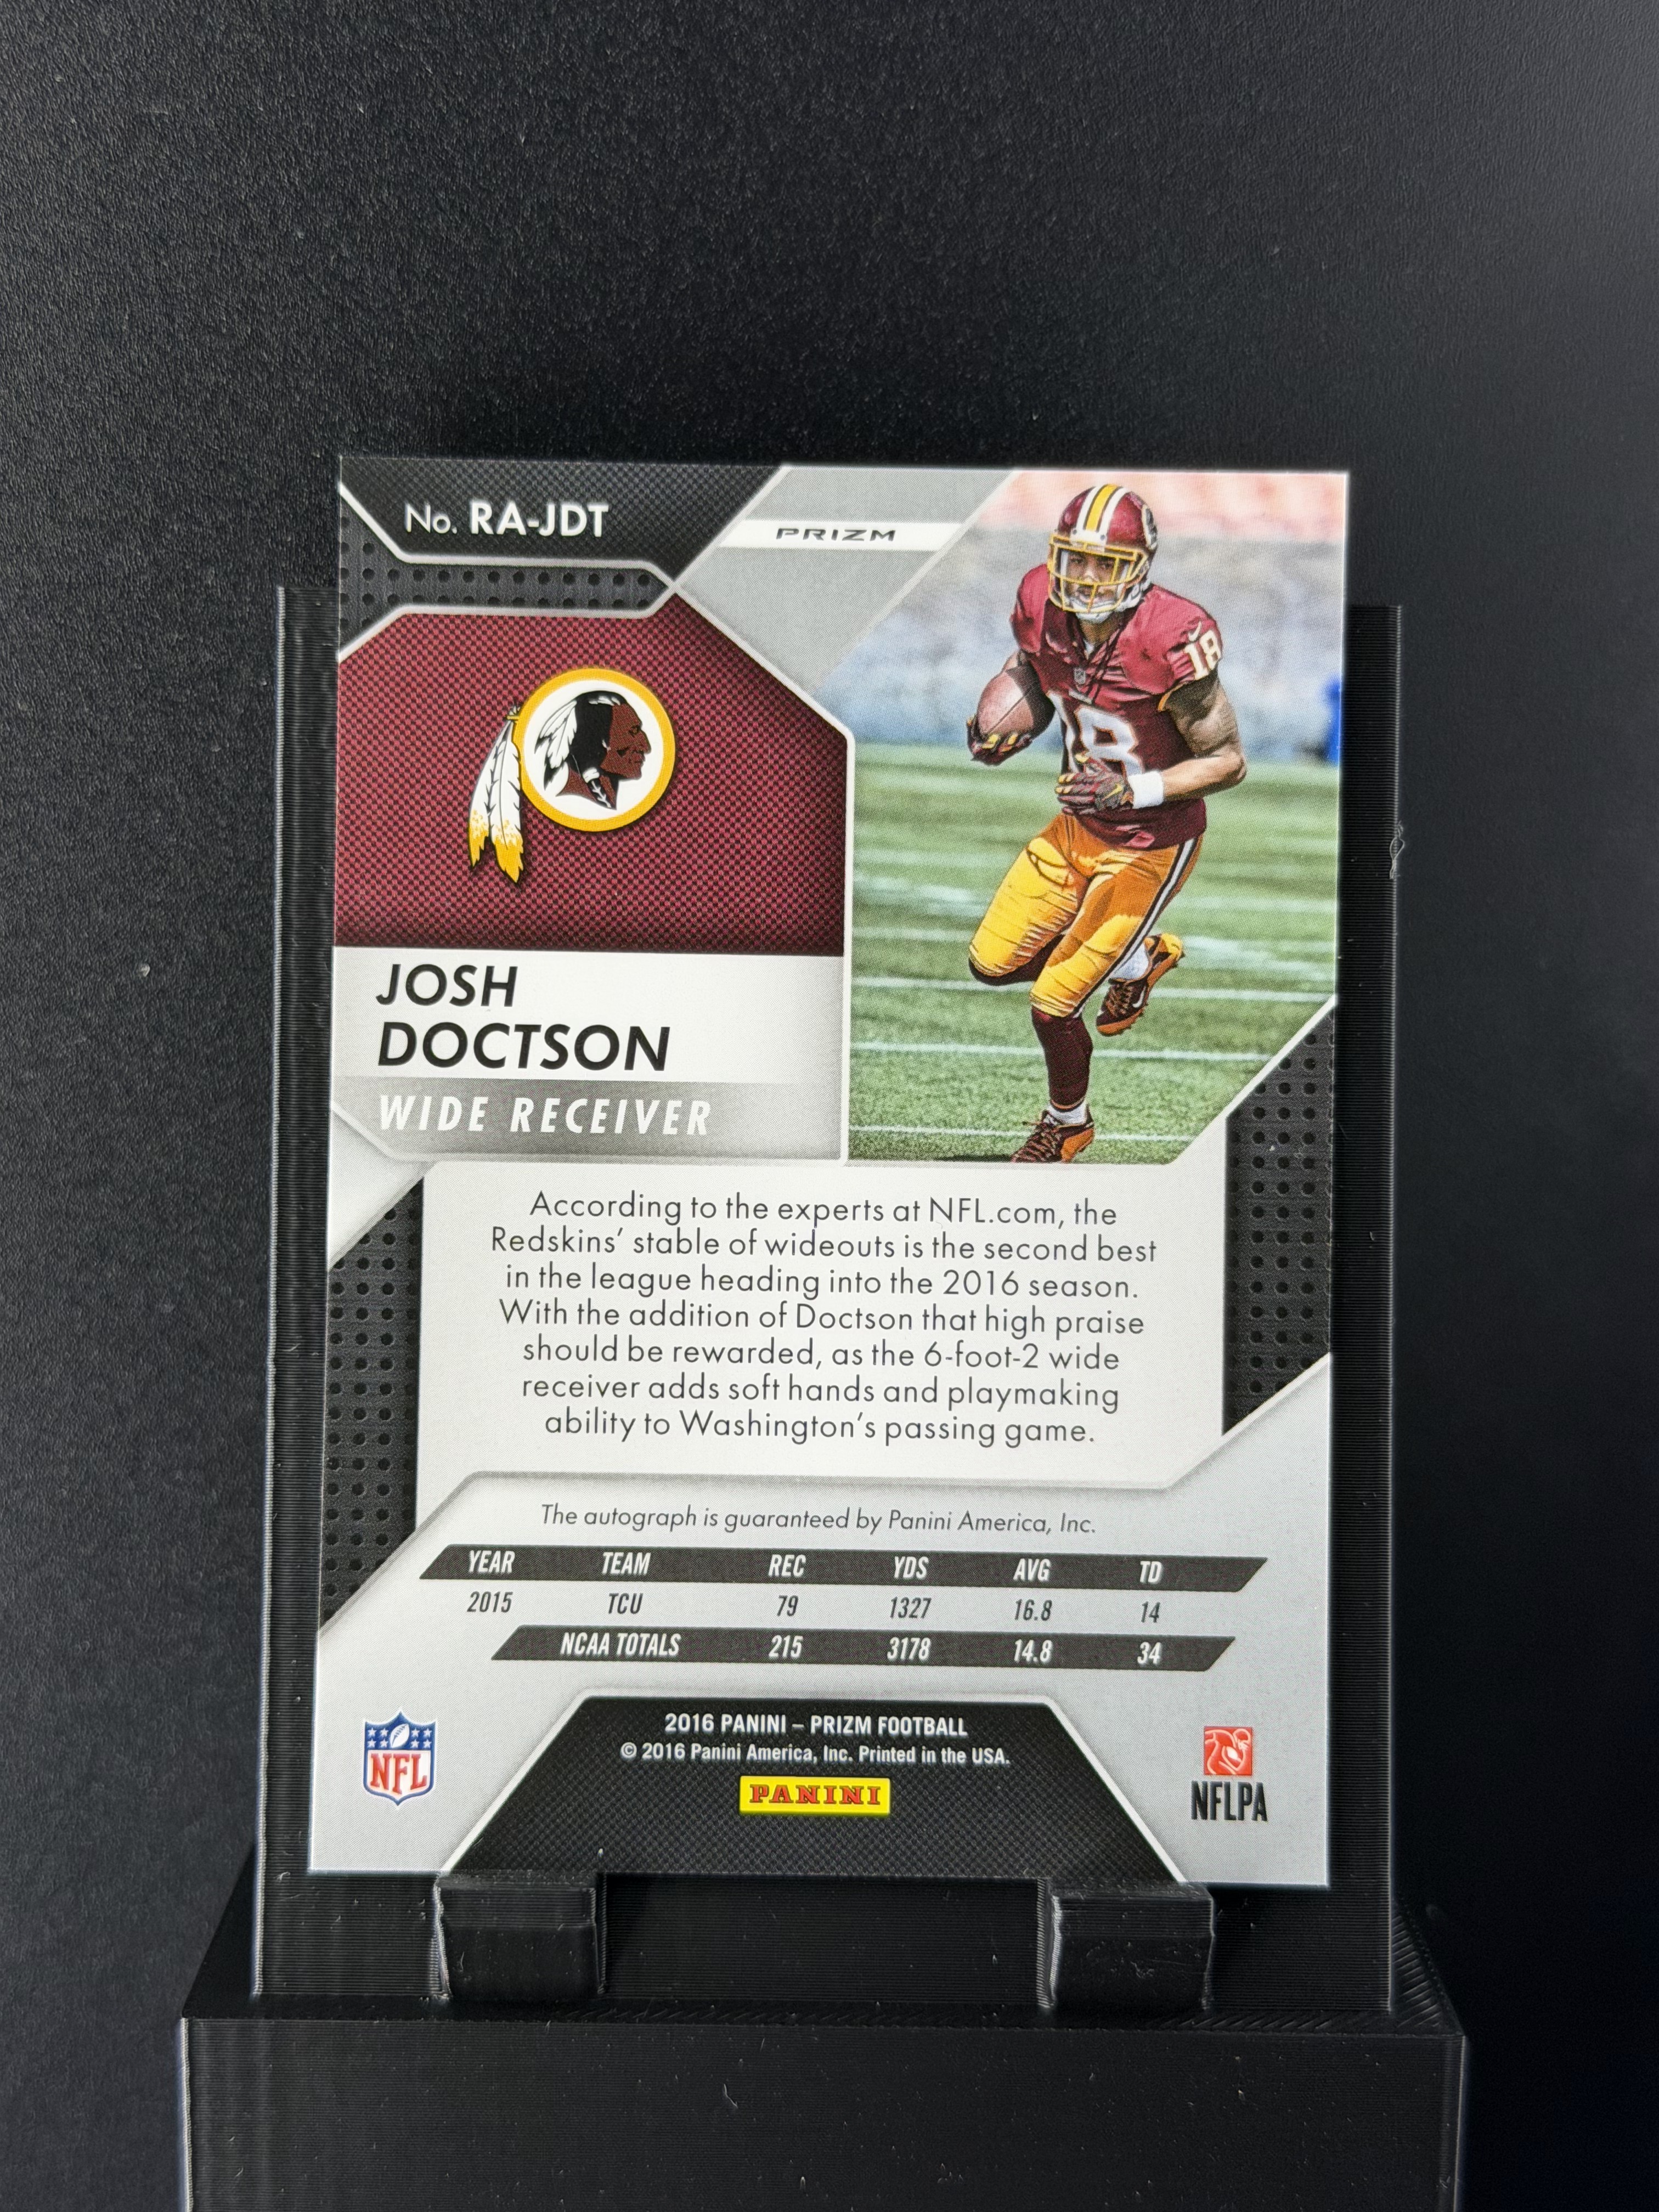 No. RA-JDT
PRIZM
18
18
JOSH
DOCTSON
WIDE RECEIVER
According to the experts at NFL.com, the
Redskins' stable of wideouts is the second best
in the league heading into the 2016 season.
With the addition of Doctson that high praise
should be rewarded, as the 6-foot-2 wide
receiver adds soft hands and playmaking
ability to Washington's passing game.
The autograph is guaranteed by Panini America, Inc.
YEAR TEAM REC YDS AVG TD
2015 TCU 79 1327 16.8 14
NCAA TOTALS 215 3178 14.8 34
2016 PANINI – PRIZM FOOTBALL
© 2016 Panini America, Inc. Printed in the USA.
PANINI
NFL
NFLPA